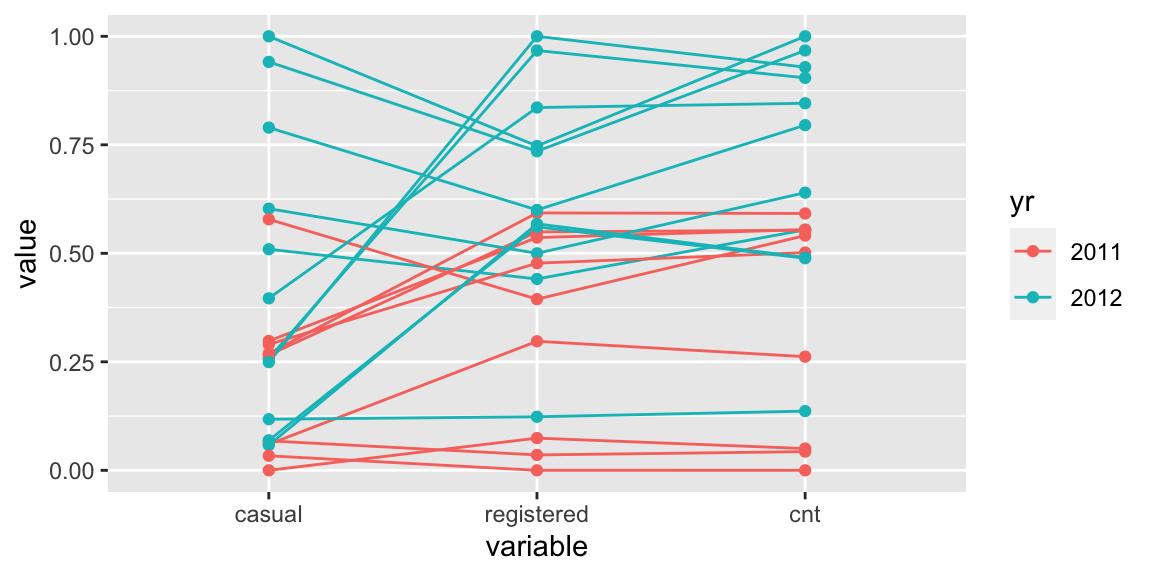 1.00
0.75
0.50
0.25
0.00
value
casual registered cnt
variable
yr
2011
2012